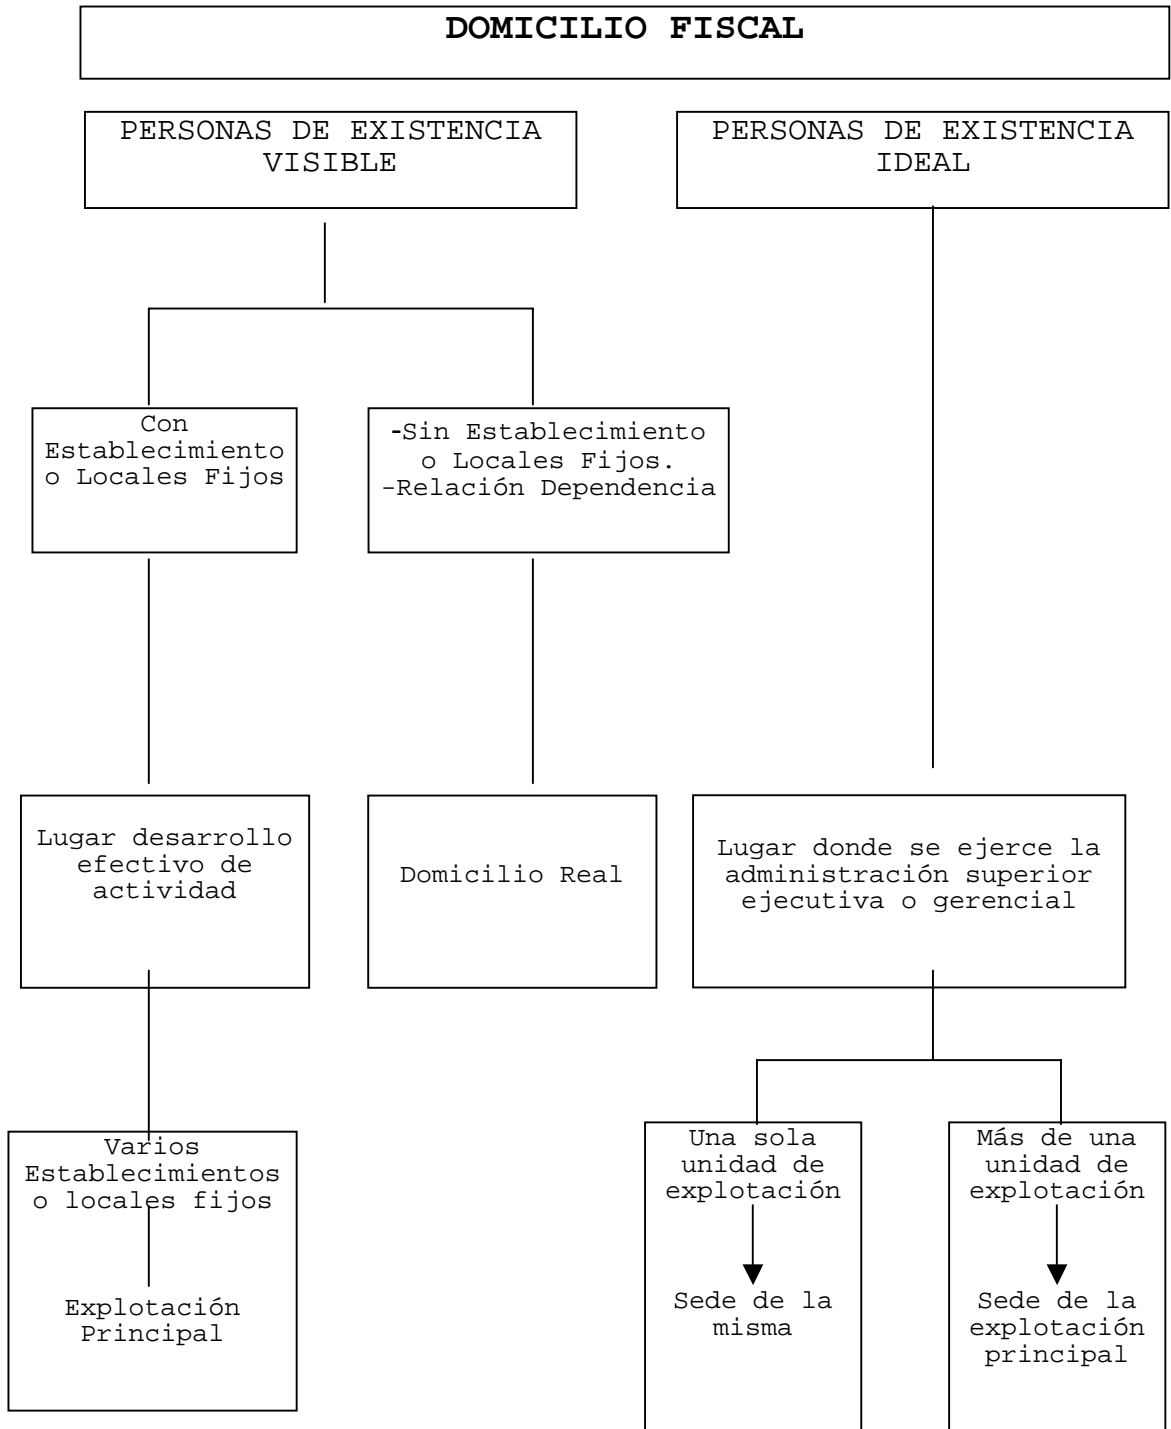 DOMICILIO FISCAL
PERSONAS DE EXISTENCIA
VISIBLE
PERSONAS DE EXISTENCIA
IDEAL
Con
Establecimiento
o Locales Fijos
-Sin Establecimiento
o Locales Fijos.
-Relación Dependencia
Lugar desarrollo
efectivo de
actividad
Domicilio Real
Lugar donde se ejerce la
administración superior
ejecutiva o gerencial
Varios
Establecimientos
o locales fijos
Explotación
Principal
Una sola
unidad de
explotación
Sede de la
misma
Más de una
unidad de
explotación
Sede de la
explotación
principal